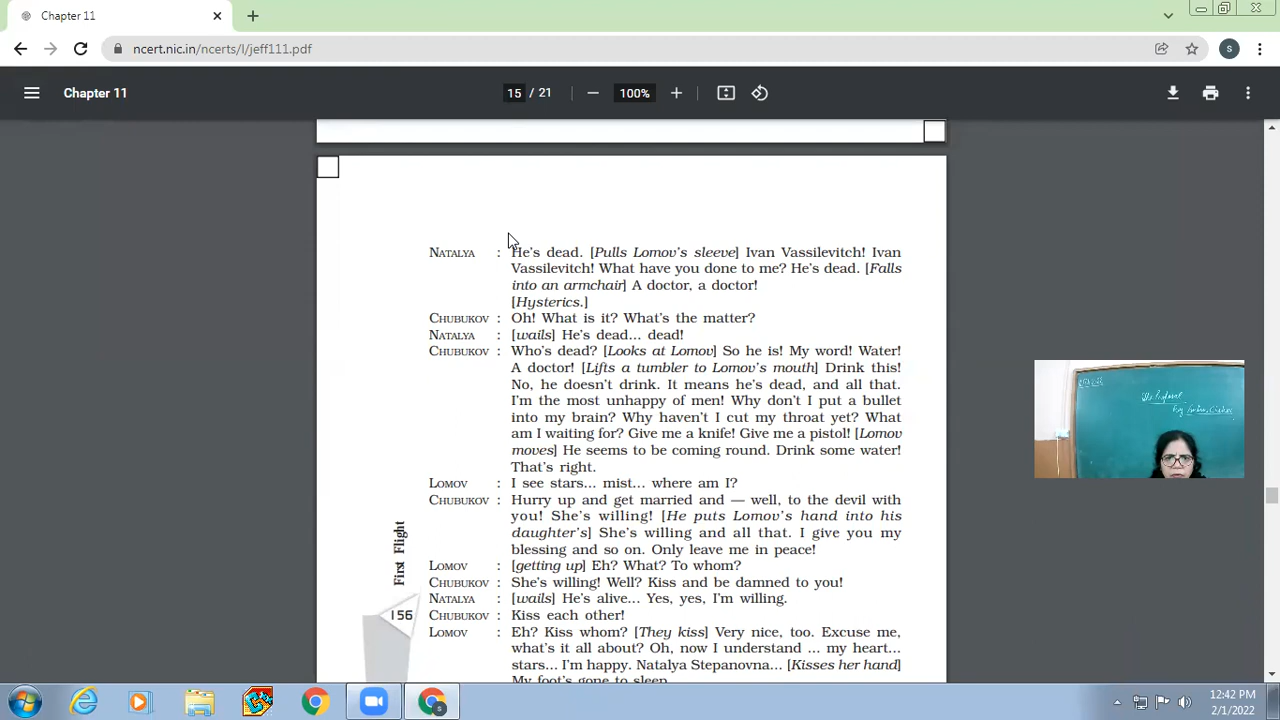 Chapter 11
ncert.nic.in/ncerts/l/jeff111.pdf
S
Chapter 11
15 / 21
100%
NATALYA : He's dead. [Pulls Lomov's sleeve] Ivan Vassilevitch! Ivan
Vassilevitch! What have you done to me? He's dead. [Falls
into an armchair] A doctor, a doctor!
[Hysterics.]
CHUBUKOV : Oh! What is it? What's the matter?
NATALYA : [wails] He's dead... dead!
CHUBUKOV : Who's dead? [Looks at Lomov] So he is! My word! Water!
A doctor! [Lifts a tumbler to Lomov's mouth] Drink this!
No, he doesn't drink. It means he's dead, and all that.
I'm the most unhappy of men! Why don't I put a bullet
into my brain? Why haven't I cut my throat yet? What
am I waiting for? Give me a knife! Give me a pistol! [Lomov
moves] He seems to be coming round. Drink some water!
That's right.
LOMOV : I see stars... mist... where am I?
CHUBUKOV : Hurry up and get married and — well, to the devil with
you! She's willing! [He puts Lomov's hand into his
daughter's] She's willing and all that. I give you my
blessing and so on. Only leave me in peace!
LOMOV : [getting up] Eh? What? To whom?
CHUBUKOV : She's willing! Well? Kiss and be damned to you!
NATALYA : [wails] He's alive... Yes, yes, I'm willing.
CHUBUKOV : Kiss each other!
LOMOV : Eh? Kiss whom? [They kiss] Very nice, too. Excuse me,
what's it all about? Oh, now I understand ... my heart...
stars... I'm happy. Natalya Stepanovna... [Kisses her hand]
My foot's gone to sleep
First Flight
156
The Proposal
12:42 PM
2/1/2022